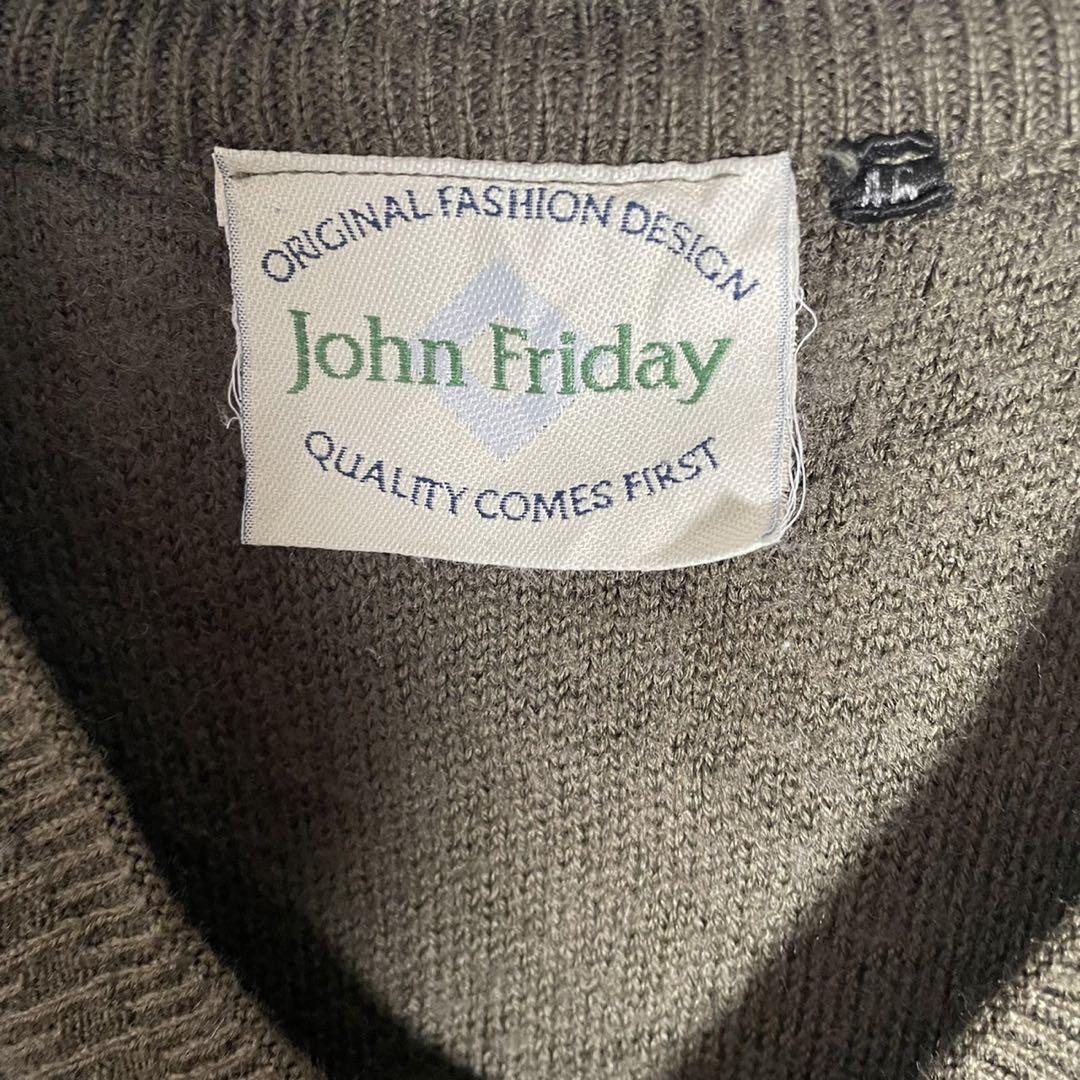 ORIGINAL FASHION DESIGN
John Friday
QUALITY COMES FIRST